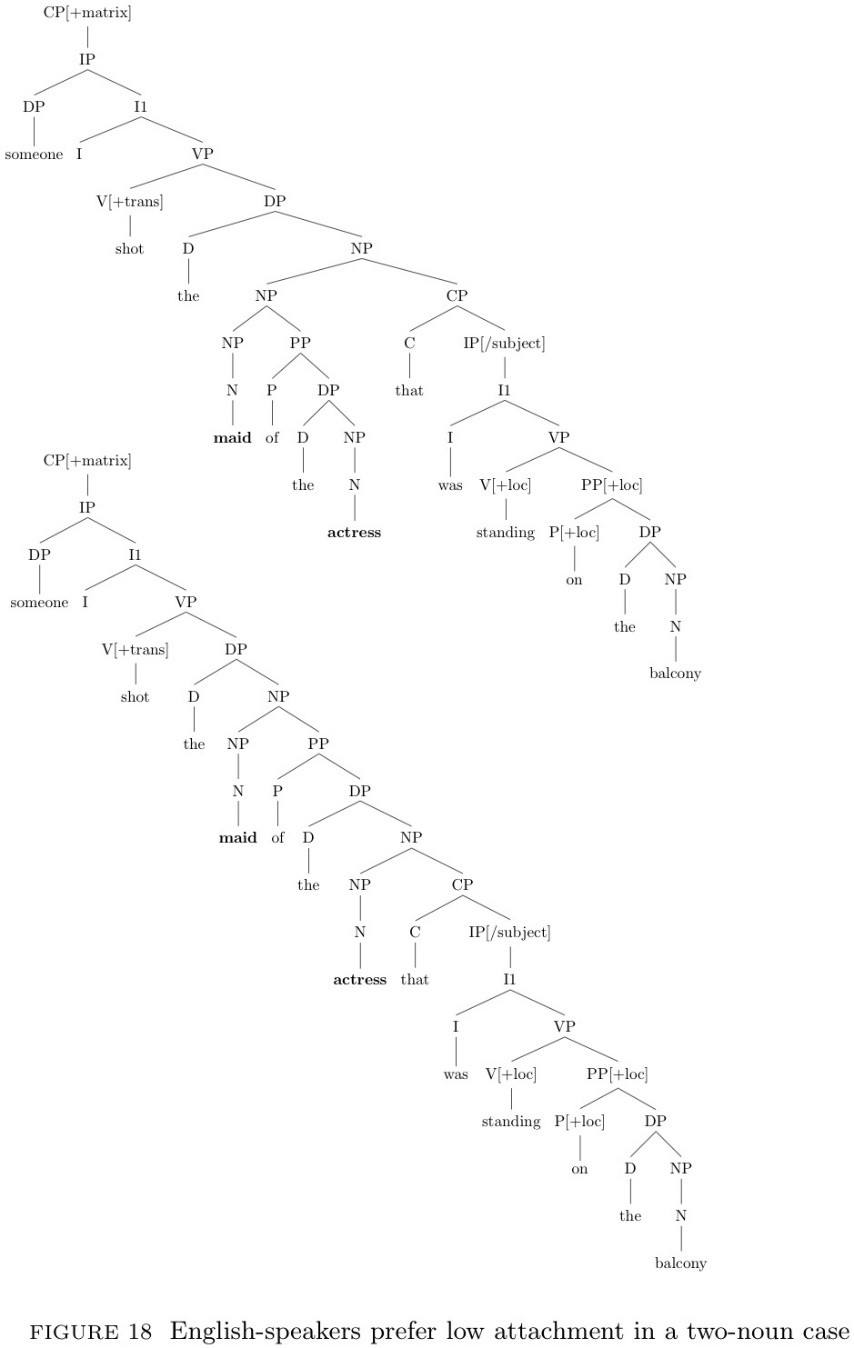 CP[+matrix]
IP
DP I1
someone I VP
V[+trans] DP
shot D NP
the NP CP
NP PP C IP[/subject]
N P DP that I1
maid of D NP I VP
the N was V[+loc] PP[+loc]
actress standing P[+loc] DP
on D NP
the N
balcony
CP[+matrix]
IP
DP I1
someone I VP
V[+trans] DP
shot D NP
the NP PP
N P DP
maid of D NP
the NP CP
N C IP[/subject]
actress that I1
I VP
was V[+loc] PP[+loc]
standing P[+loc] DP
on D NP
the N
balcony
FIGURE 18 English-speakers prefer low attachment in a two-noun case